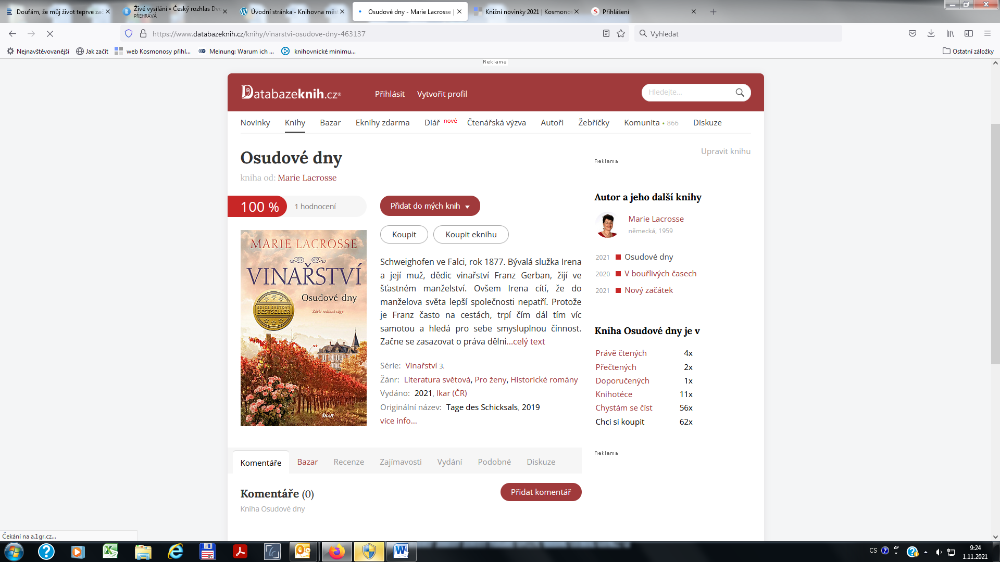 Doufám, že můj život teprve zač
Živé vysílání • Český rozhlas Dvo
PŘEHRÁVÁ
Úvodní stránka - Knihovna měst
Osudové dny - Marie Lacrosse |
Knižní novinky 2021 | Kosmonos
Přihlášení
https://www.databazeknih.cz/knihy/vinarstvi-osudove-dny-463137
Vyhledat
Nejnavštěvovanější
Jak začít
web Kosmonosy přihl...
Meinung: Warum ich ...
knihovnické minimu...
Ostatní záložky
Reklama
Databazeknih.cz®
Přihlásit
Vytvořit profil
Hledejte...
Novinky
Knihy
Bazar
Eknihy zdarma
Diář nové
Čtenářská výzva
Autoři
Žebříčky
Komunita • 866
Diskuze
Osudové dny
Upravit knihu
kniha od: Marie Lacrosse
100 %
1 hodnocení
Přidat do mých knih
Koupit
Koupit eknihu
MARIE LACROSSE
VINAŘSTVÍ
Osudové dny
EDICE SVĚTOVÝ
BESTSELLER
Závěr rodinné ságy
IKAR
Schweighofen ve Falci, rok 1877. Bývalá služka Irena
a její muž, dědic vinařství Franz Gerban, žijí ve
šťastném manželství. Ovšem Irena cítí, že do
manželova světa lepší společnosti nepatří. Protože
je Franz často na cestách, trpí čím dál tím víc
samotou a hledá pro sebe smysluplnou činnost.
Začne se zasazovat o práva dělni...celý text
Série: Vinařství 3.
Žánr: Literatura světová, Pro ženy, Historické romány
Vydáno: 2021, Ikar (ČR)
Originální název: Tage des Schicksals, 2019
více info...
Reklama
Autor a jeho další knihy
Marie Lacrosse
německá, 1959
2021 Osudové dny
2020 V bouřlivých časech
2021 Nový začátek
Kniha Osudové dny je v
Právě čtených 4x
Přečtených 2x
Doporučených 1x
Knihotéce 11x
Chystám se číst 56x
Chci si koupit 62x
Reklama
Komentáře
Bazar
Recenze
Zajímavosti
Vydání
Podobné
Diskuze
Komentáře (0)
Přidat komentář
Kniha Osudové dny
Čekání na a.1gr.cz...
CS
9:24
1.11.2021